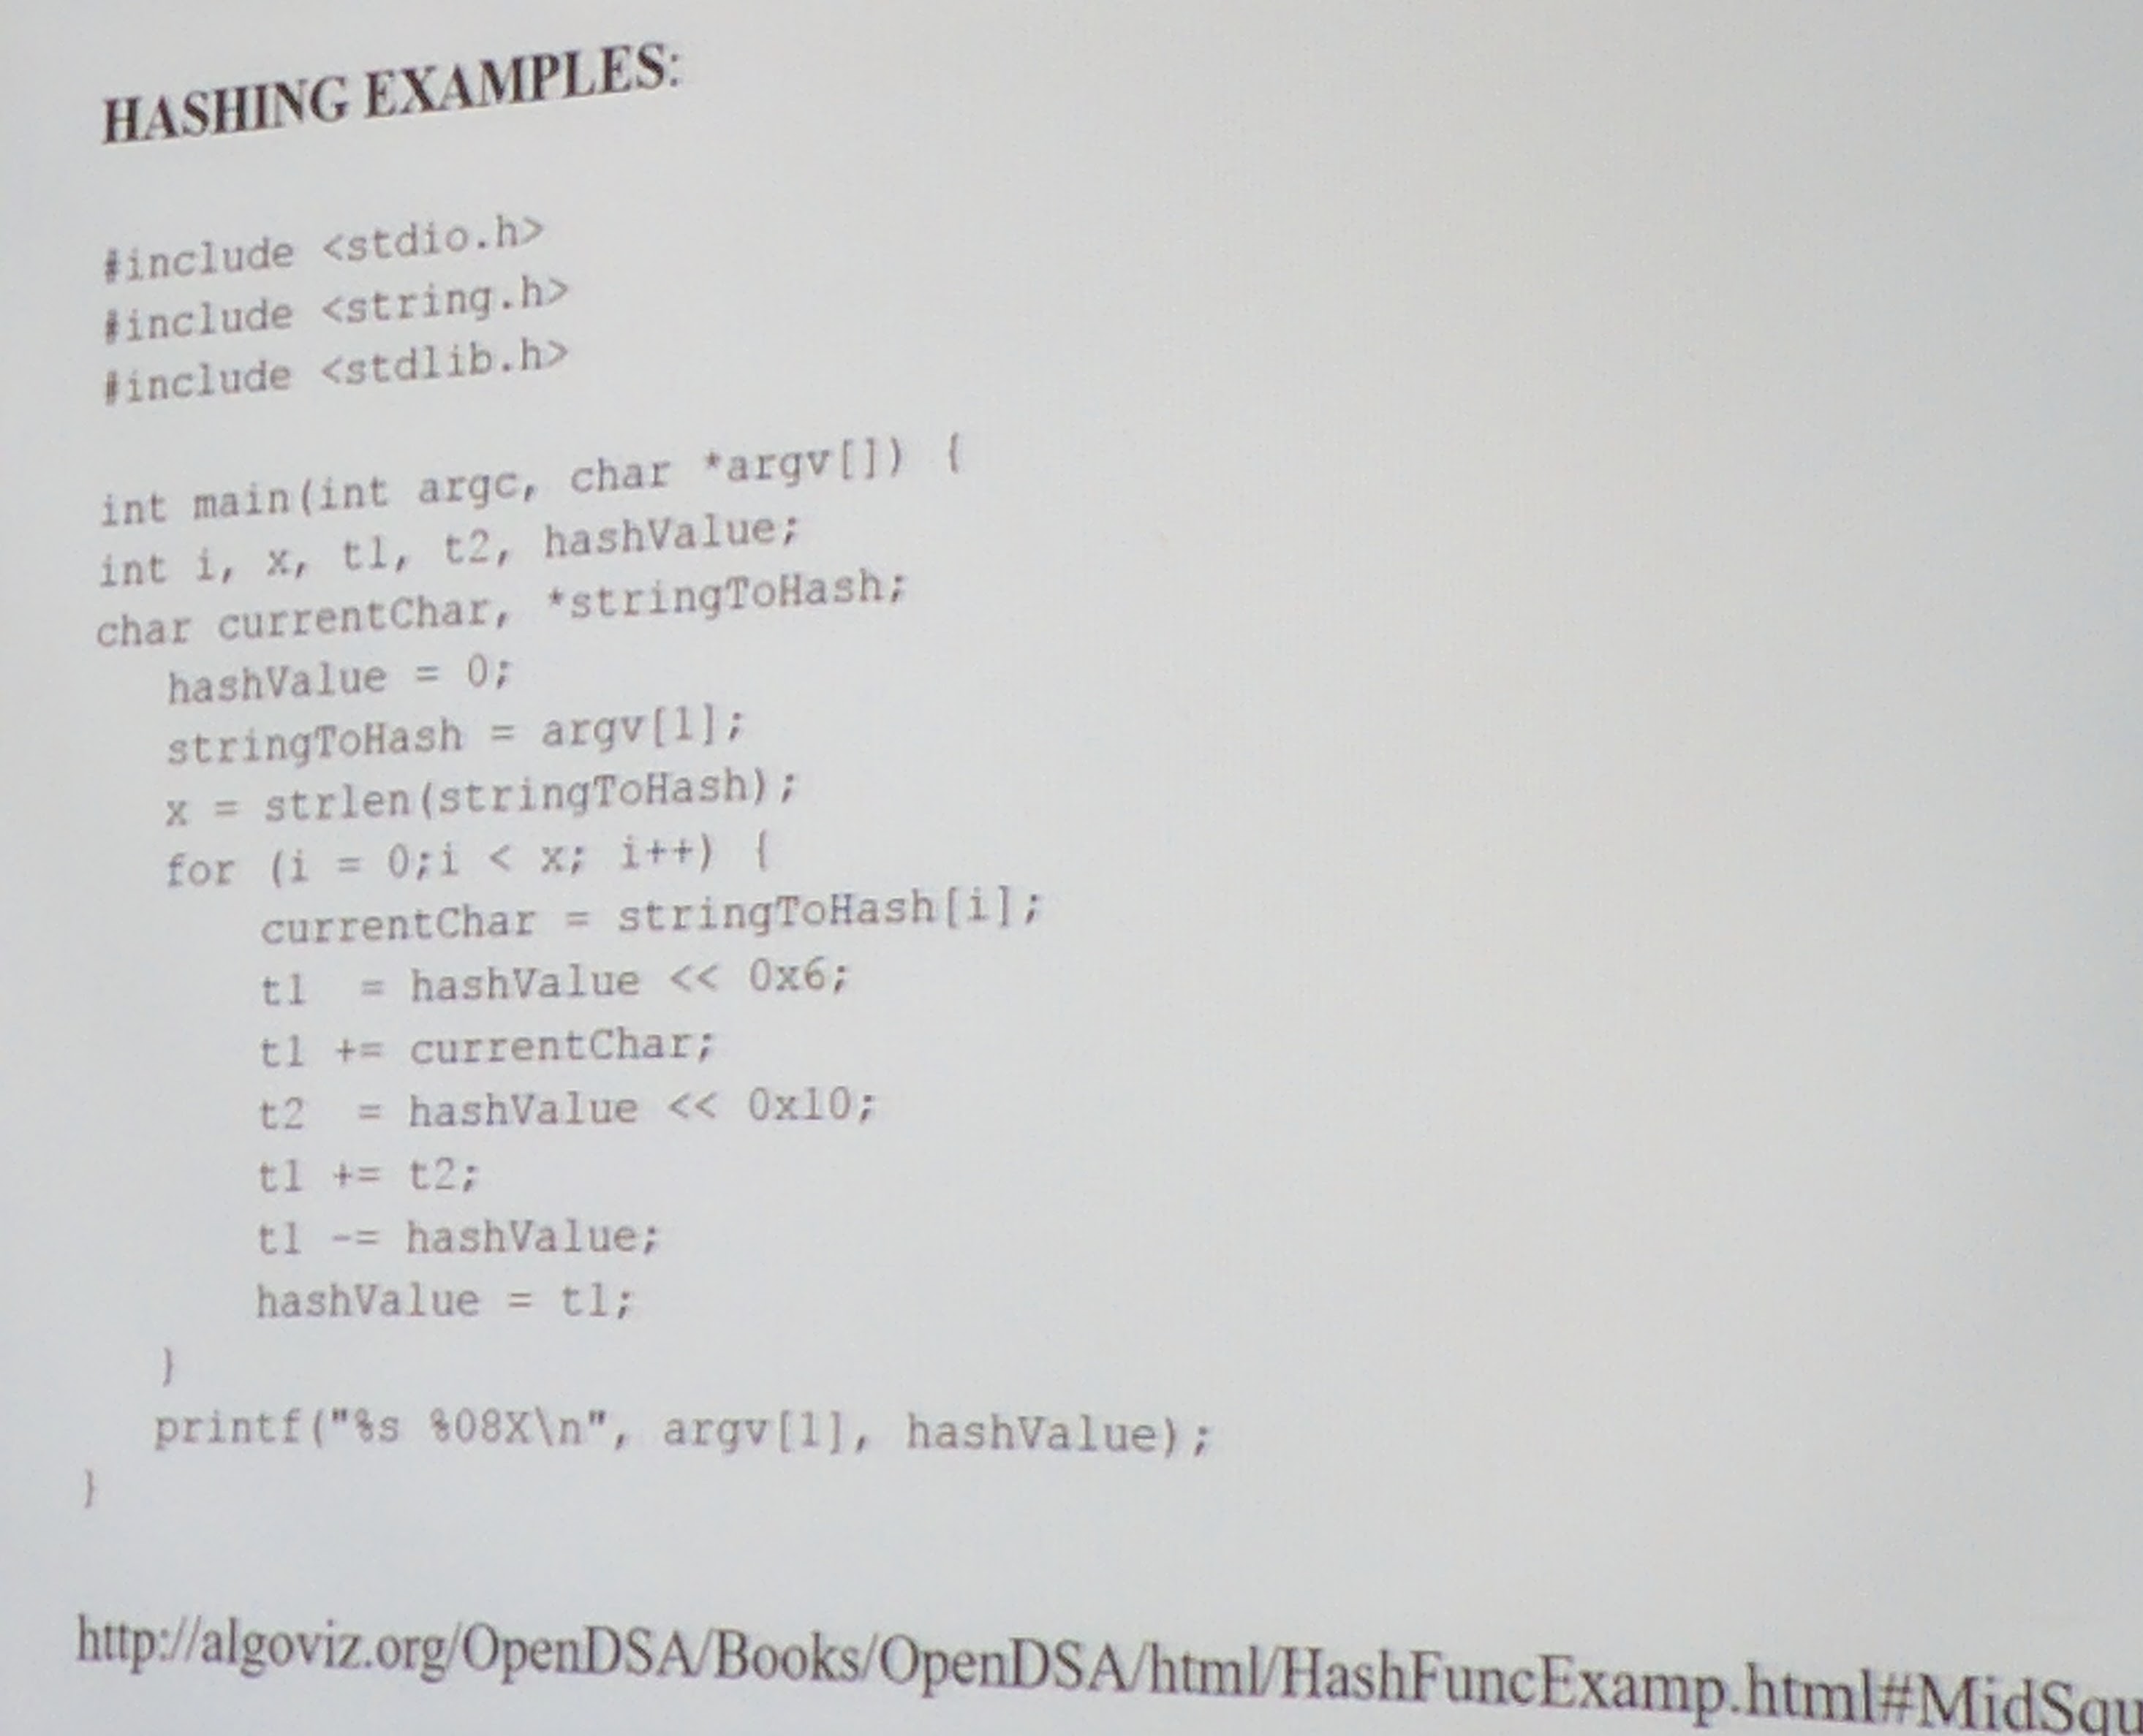 HASHING EXAMPLES:
#include <stdio.h>
#include <string.h>
#include <stdlib.h>
int main(int argc, char *argv[]) {
int i, x, t1, t2, hashValue;
char currentChar, *stringToHash;
hashValue = 0;
stringToHash = argv[1];
x = strlen(stringToHash);
for (i = 0;i < x; i++) {
currentChar = stringToHash[i];
t1 = hashValue << 0x6;
t1 += currentChar;
t2 = hashValue << 0x10;
t1 += t2;
t1 -= hashValue;
hashValue = t1;
}
printf("%s %08X\n", argv[1], hashValue);
}
http://algoviz.org/OpenDSA/Books/OpenDSA/html/HashFuncExamp.html#MidSqu